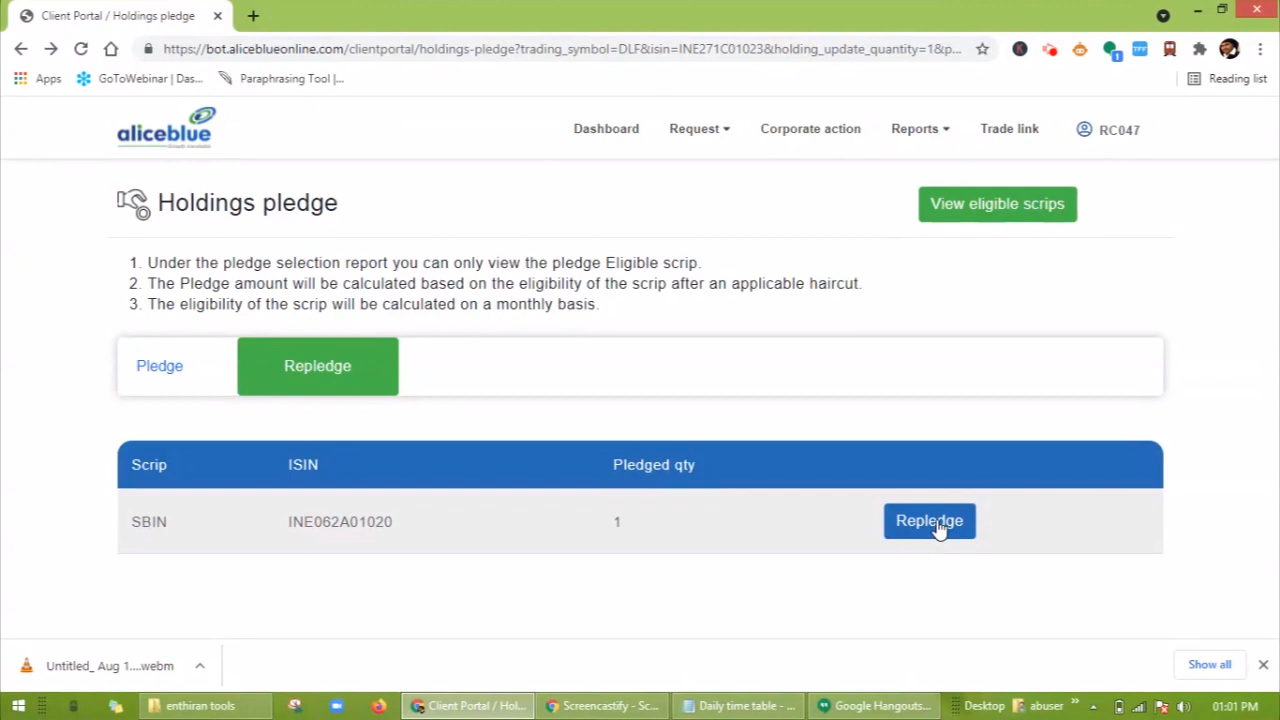 Client Portal / Holdings pledge
https://bot.aliceblueonline.com/clientportal/holdings-pledge?trading_symbol=DLF&isin=INE271C01023&holding_update_quantity=1&p...
1
TFF
Apps
GoToWebinar | Das...
Paraphrasing Tool |...
Reading list
aliceblue
Dashboard
Request
Corporate action
Reports
Trade link
RC047
Holdings pledge
View eligible scrips
1. Under the pledge selection report you can only view the pledge Eligible scrip.
2. The Pledge amount will be calculated based on the eligibility of the scrip after an applicable haircut.
3. The eligibility of the scrip will be calculated on a monthly basis.
Pledge
Repledge
Scrip ISIN Pledged qty
SBIN INE062A01020 1 Repledge
Untitled_ Aug 1....webm
Show all
enthiran tools
Client Portal / Hol...
Screencastify - Sc...
Daily time table - ...
Google Hangouts...
Desktop
abuser
01:01 PM